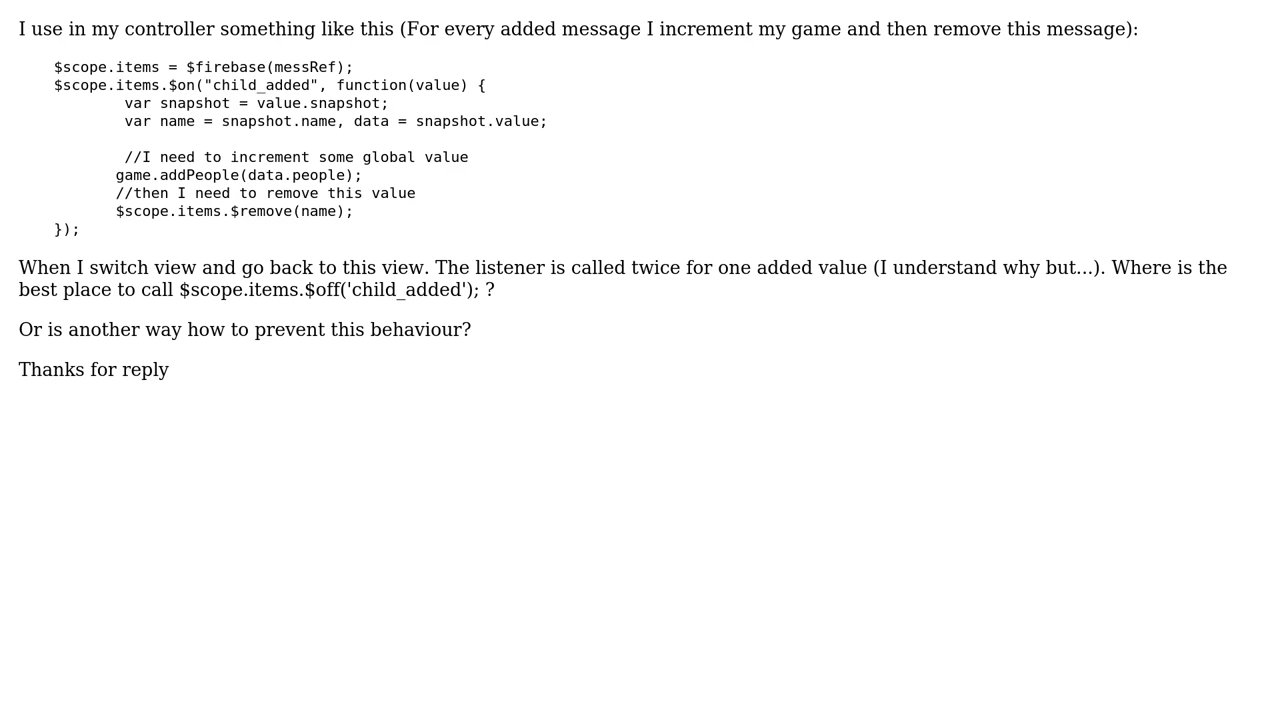 I use in my controller something like this (For every added message I increment my game and then remove this message):
$scope.items = $firebase(messRef);
$scope.items.$on("child_added", function(value) {
var snapshot = value.snapshot;
var name = snapshot.name, data = snapshot.value;
//I need to increment some global value
game.addPeople(data.people);
//then I need to remove this value
$scope.items.$remove(name);
});
When I switch view and go back to this view. The listener is called twice for one added value (I understand why but...). Where is the
best place to call $scope.items.$off('child_added'); ?
Or is another way how to prevent this behaviour?
Thanks for reply